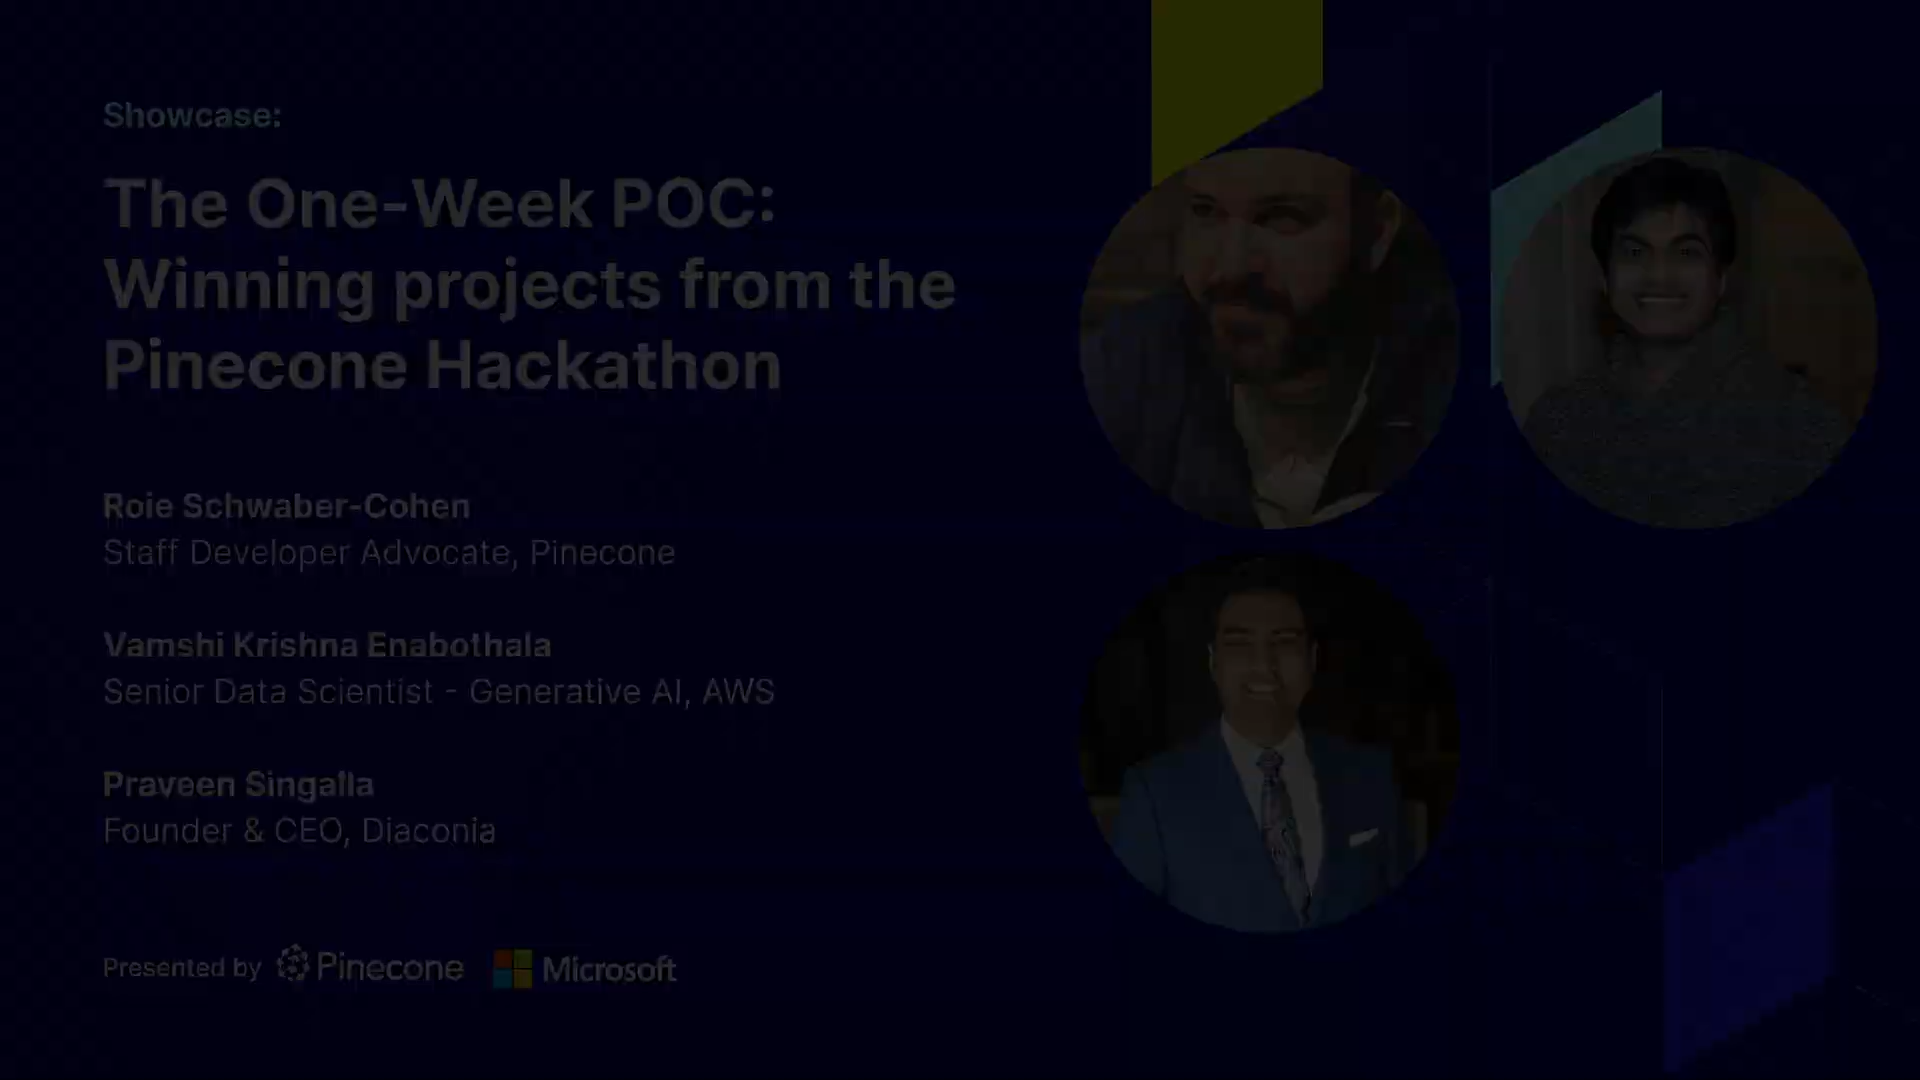 Showcase:
The One-Week POC:
Winning projects from the
Pinecone Hackathon
Roie Schwaber-Cohen
Staff Developer Advocate, Pinecone
Vamshi Krishna Enabothala
Senior Data Scientist - Generative AI, AWS
Praveen Singalla
Founder & CEO, Diaconia
Presented by Pinecone Microsoft